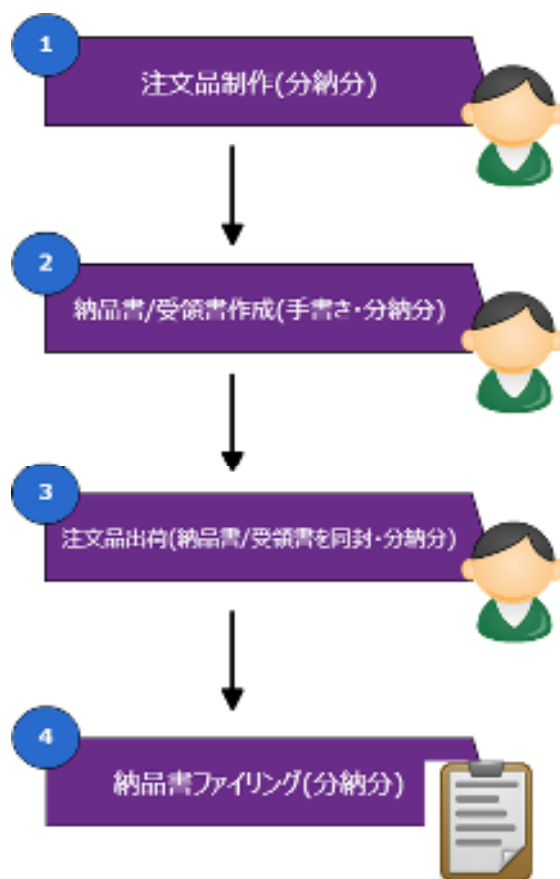 1
注文品制作(分納分)
2
納品書/受領書作成(手書き・分納分)
3
注文品出荷(納品書/受領書を同封・分納分)
4
納品書ファイリング(分納分)